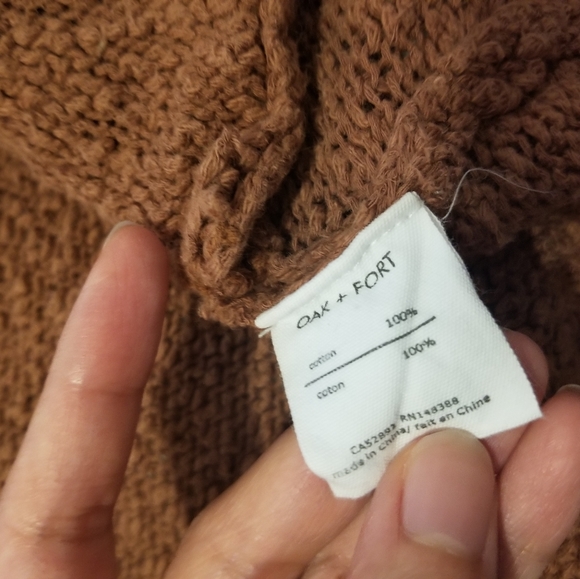 OAK + FORT
cotton 100%
coton 100%
CA52893 RN148388
made in China/ fait en Chine